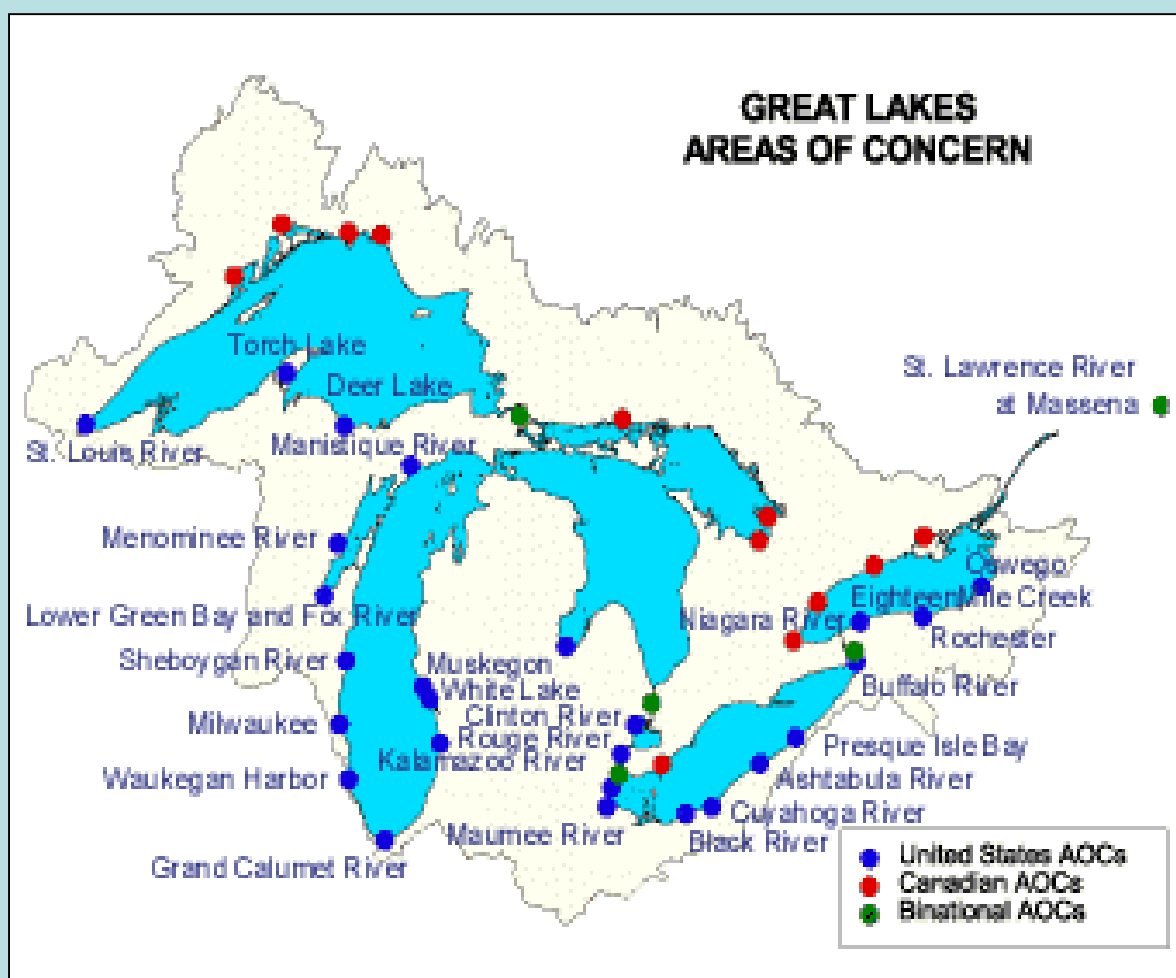 GREAT LAKES
AREAS OF CONCERN
Torch Lake
Deer Lake
St. Lawrence River
at Massena
St. Louis River
Manistique River
Menominee River
Lower Green Bay and Fox River
Sheboygan River
Milwaukee
Waukegan Harbor
Grand Calumet River
Muskegon
White Lake
Clinton River
Rouge River
Kalamazoo River
Maumee River
Oswego
Eighteen Mile Creek
Niagara River
Rochester
Buffalo River
Presque Isle Bay
Ashtabula River
Cuyahoga River
Black River
United States AOCs
Canadian AOCs
Binational AOCs